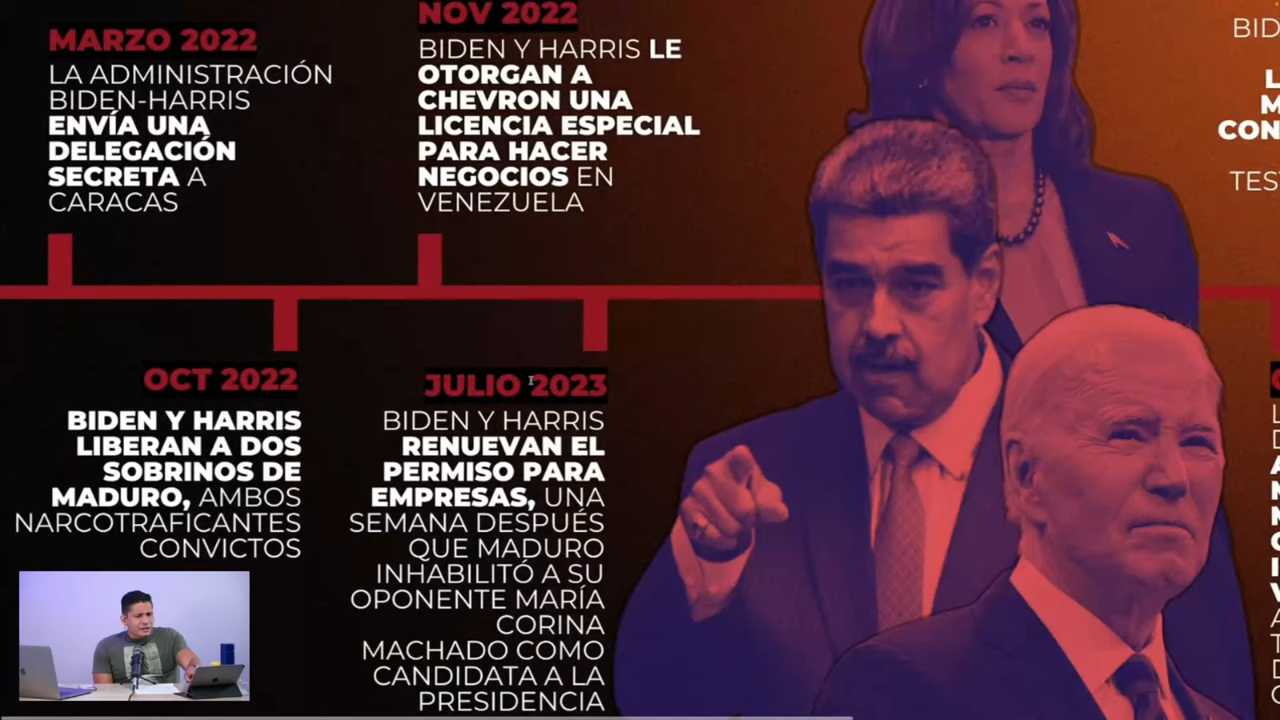 MARZO 2022
LA ADMINISTRACIÓN
BIDEN-HARRIS
ENVÍA UNA
DELEGACIÓN
SECRETA A
CARACAS
NOV 2022
BIDEN Y HARRIS LE
OTORGAN A
CHEVRON UNA
LICENCIA ESPECIAL
PARA HACER
NEGOCIOS EN
VENEZUELA
OCT 2022
BIDEN Y HARRIS
LIBERAN A DOS
SOBRINOS DE
MADURO, AMBOS
NARCOTRAFICANTES
CONVICTOS
JULIO 2023
BIDEN Y HARRIS
RENUEVAN EL
PERMISO PARA
EMPRESAS, UNA
SEMANA DESPUÉS
QUE MADURO
INHABILITÓ A SU
OPONENTE MARÍA
CORINA
MACHADO COMO
CANDIDATA A LA
PRESIDENCIA